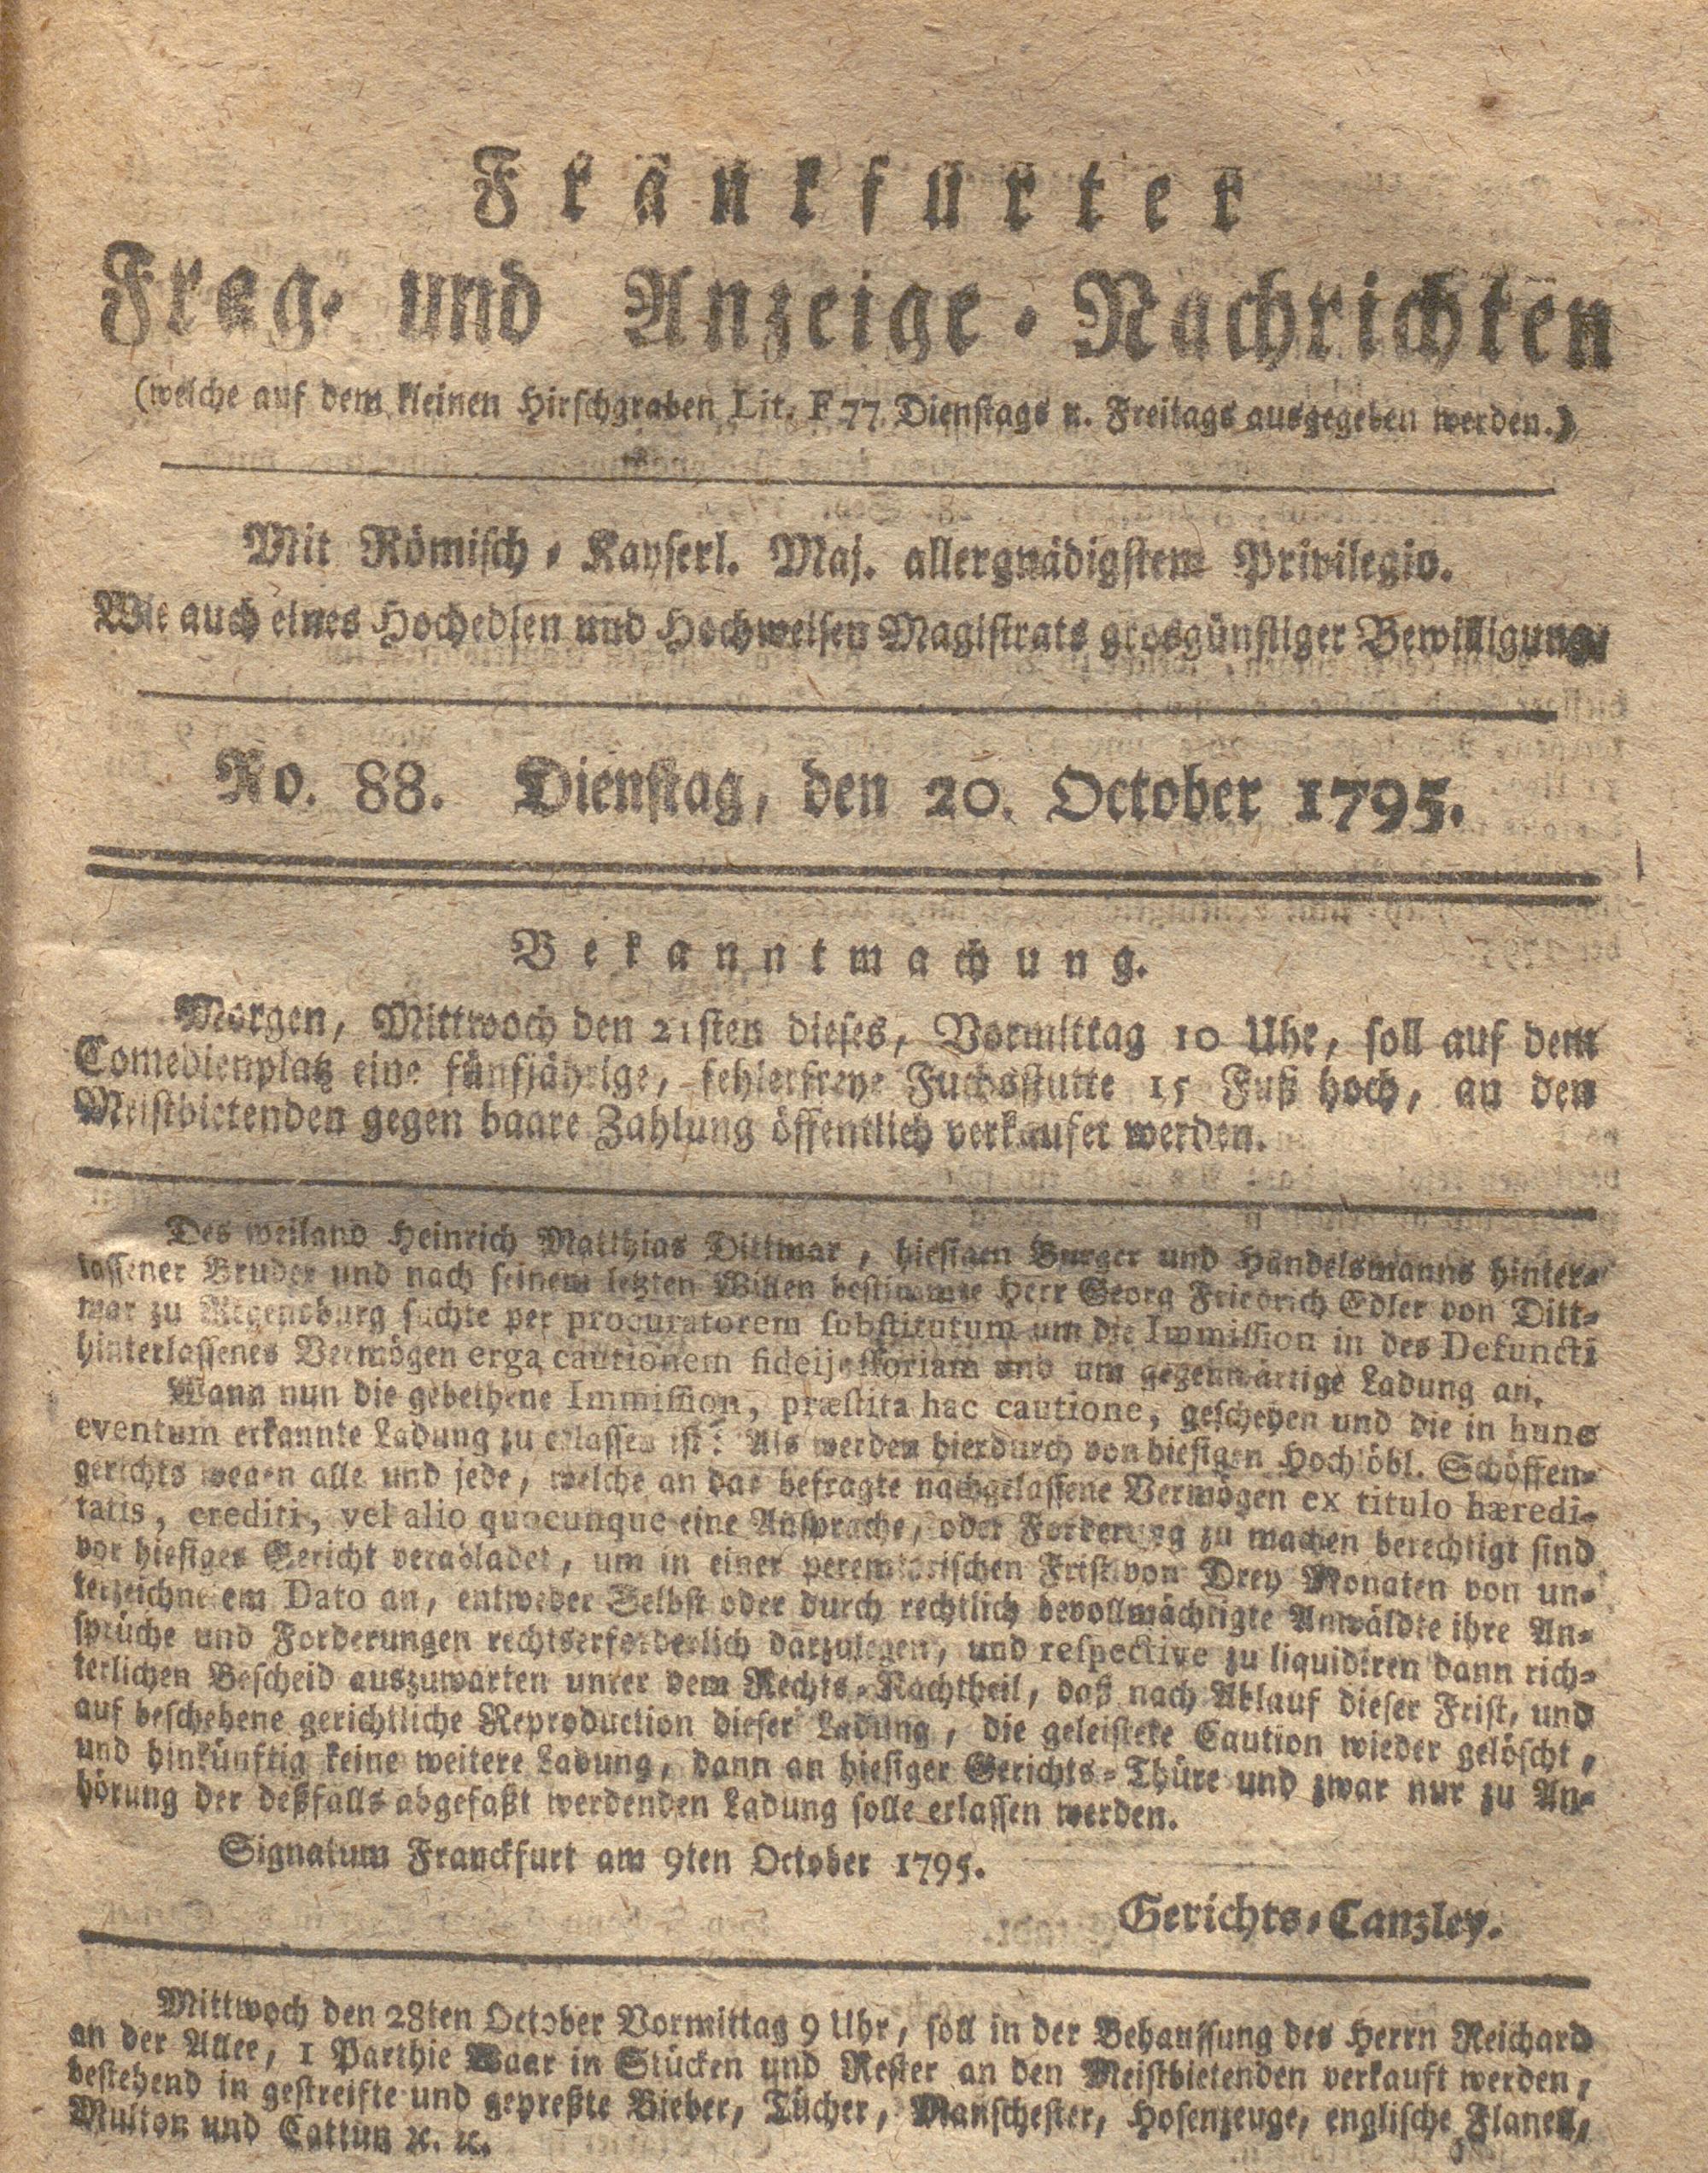 Frankfurter
Frag- und Anzeige-Nachrichten
(welche auf dem kleinen Hirschgraben Lit. F 77. Dienstags u. Freitags ausgegeben werden.)
Mit Römisch-Kayserl. Maj. allergnädigstem Privilegio.
Wie auch eines Hochedlen und Hochweisen Magistrats grosgünstiger Bewilligung.
No. 88. Dienstag, den 20. October 1795.
Bekanntmachung.
Morgen, Mittwoch den 21sten dieses, Vormittag 10 Uhr, soll auf dem
Comedienplatz eine fünfjährige, fehlerfreye Fuchsstutte 15 Fuß hoch, an den
Meistbietenden gegen baare Zahlung öffentlich verkaufet werden.
Des weiland Heinrich Matthias Dittmar, hiesigen Burger und Handelsmanns hinter-
lassener Bruder und nach seinem letzten Willen bestimmte Herr Georg Friedrich Edler von Ditt-
mar zu Regensburg suchte per procuratorem substitutum um die Immission in des Defuncti
hinterlassenes Vermögen erga cautionem fideijussoriam und um gegenwärtige Ladung an.
Wann nun die gebethene Immission, præstita hac cautione, geschehen und die in hunc
eventum erkannte Ladung zu erlassen ist: Als werden hierdurch von hiesigen Hochlöbl. Schöffen-
gerichts wegen alle und jede, welche an das befragte nachgelassene Vermögen ex titulo hæredi-
tatis, crediti, vel alio quocunque eine Ansprache, oder Forderung zu machen berechtigt sind
vor hiesiges Gericht verabladet, um in einer peremtorischen Frist von Drey Monaten von un-
terzeichnetem Dato an, entweder Selbst oder durch rechtlich bevollmächtigte Anwäldte ihre An-
sprüche und Forderungen rechtserforderlich darzulegen, und respective zu liquidiren dann rich-
terlichen Bescheid auszuwarten unter dem Rechts-Nachtheil, daß nach Ablauf dieser Frist, und
auf beschehene gerichtliche Reproduction dieser Ladung, die geleistete Caution wieder gelöscht,
und hinkünftig keine weitere Ladung, dann an hiesiger Gerichts-Thüre und zwar nur zu An-
hörung der deßfalls abgefaßt werdenden Ladung solle erlassen werden.
Signatum Franckfurt am 9ten October 1795.
Gerichts-Canzley.
Mittwoch den 28ten October Vormittag 9 Uhr, soll in der Behaussung des Herrn Reichard
an der Allee, 1 Parthie Waar in Stücken und Rester an den Meistbietenden verkauft werden,
bestehend in gestreifte und gepreßte Bieber, Tücher, Manschester, Hosenzeuge, englische Flanell,
Multon und Cattun ꝛc. ꝛc.